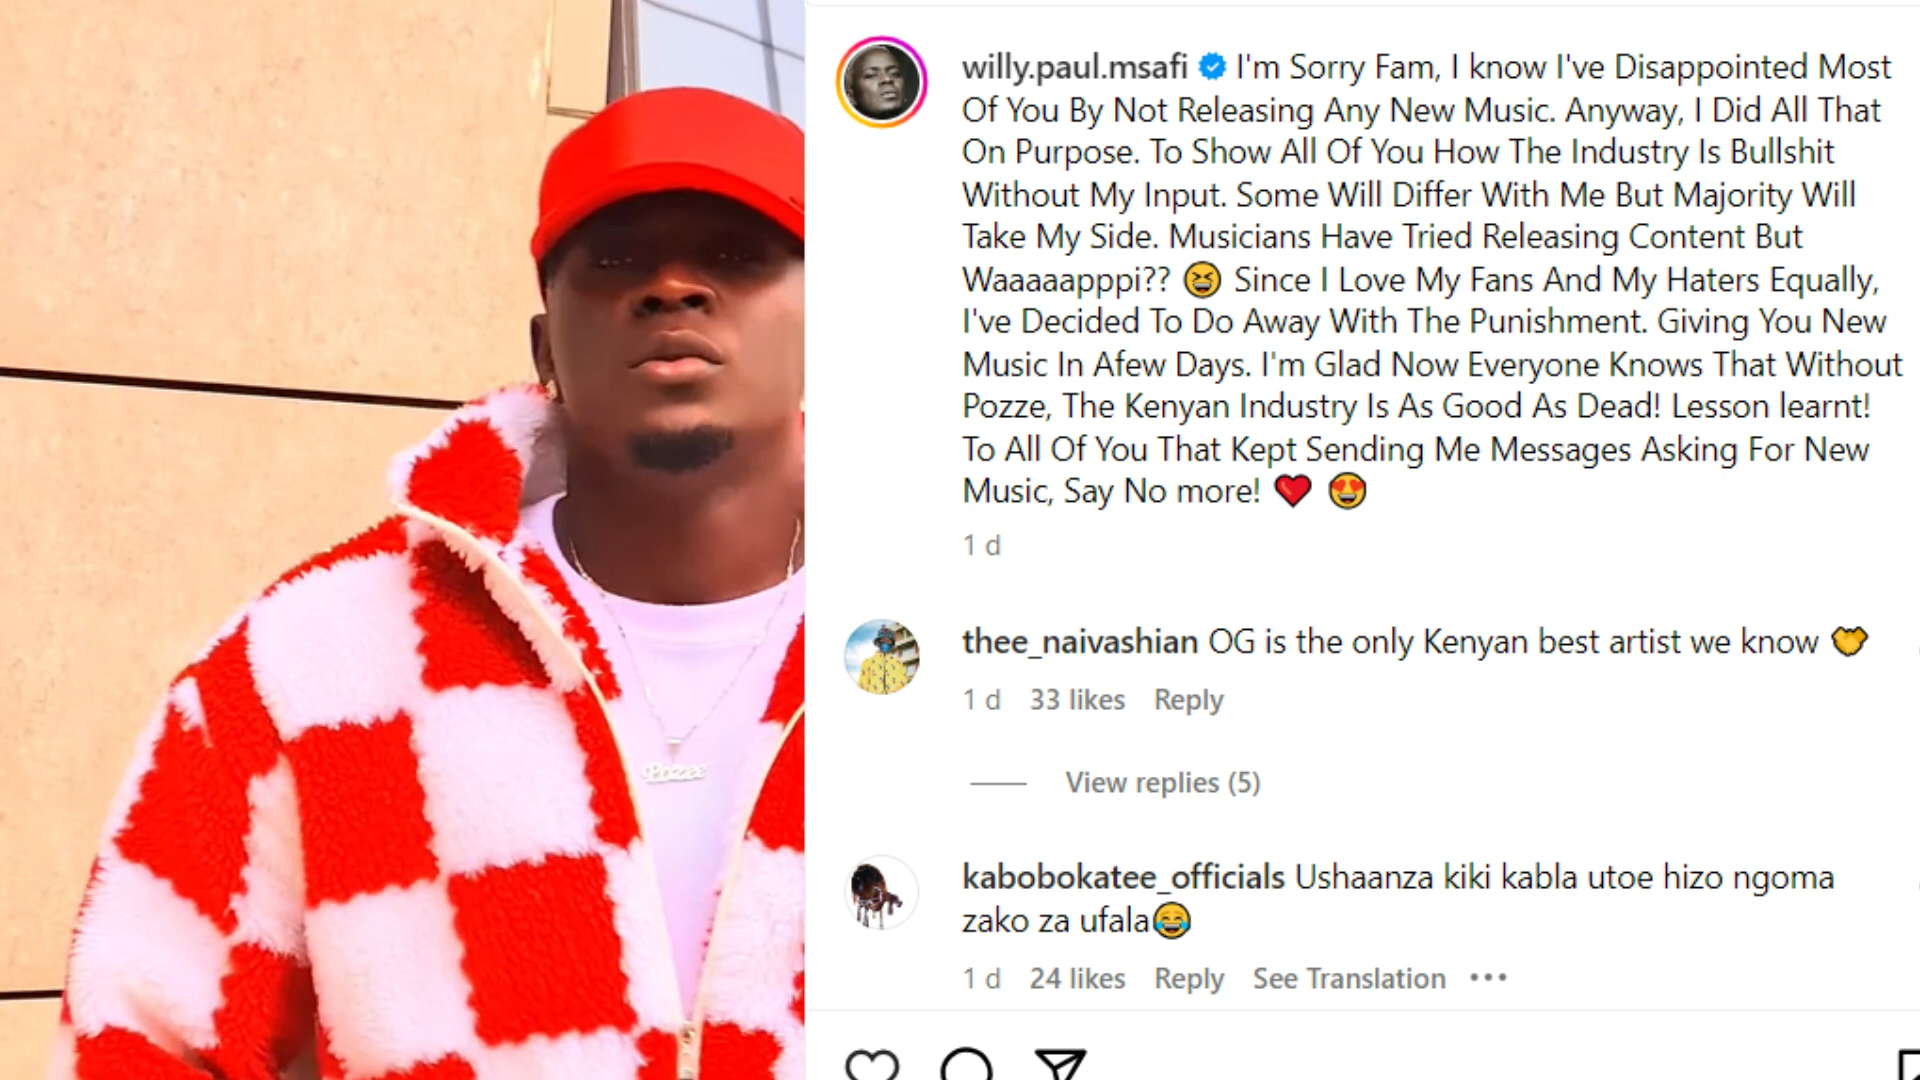 willy.paul.msafi I'm Sorry Fam, I know I've Disappointed Most
Of You By Not Releasing Any New Music. Anyway, I Did All That
On Purpose. To Show All Of You How The Industry Is Bullshit
Without My Input. Some Will Differ With Me But Majority Will
Take My Side. Musicians Have Tried Releasing Content But
Waaaaapppi?? 😆 Since I Love My Fans And My Haters Equally,
I've Decided To Do Away With The Punishment. Giving You New
Music In Afew Days. I'm Glad Now Everyone Knows That Without
Pozze, The Kenyan Industry Is As Good As Dead! Lesson learnt!
To All Of You That Kept Sending Me Messages Asking For New
Music, Say No more! ❤️ 😍
1 d
thee_naivashian OG is the only Kenyan best artist we know
1 d 33 likes Reply
View replies (5)
kabobokatee_officials Ushaanza kiki kabla utoe hizo ngoma
zako za ufala😂
1 d 24 likes Reply See Translation •••